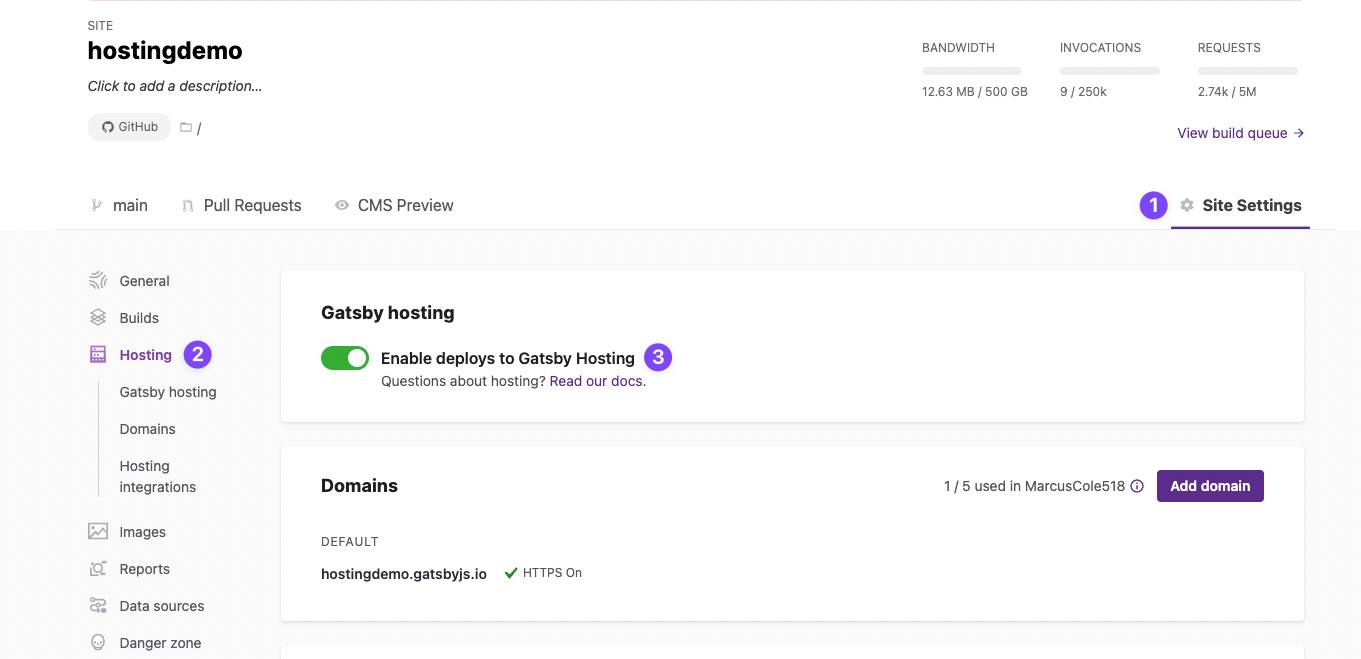 SITE
hostingdemo
Click to add a description...
GitHub /
BANDWIDTH INVOCATIONS REQUESTS
12.63 MB / 500 GB 9 / 250k 2.74k / 5M
View build queue →
main Pull Requests CMS Preview 1 Site Settings
General
Builds
Hosting 2
Gatsby hosting
Domains
Hosting
integrations
Images
Reports
Data sources
Danger zone
Gatsby hosting
Enable deploys to Gatsby Hosting 3
Questions about hosting? Read our docs.
Domains 1 / 5 used in MarcusCole518 Add domain
DEFAULT
hostingdemo.gatsbyjs.io HTTPS On